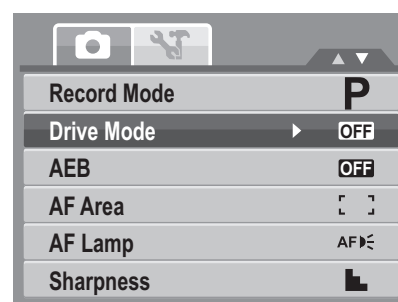 Record Mode P
Drive Mode OFF
AEB OFF
AF Area
AF Lamp AF
Sharpness